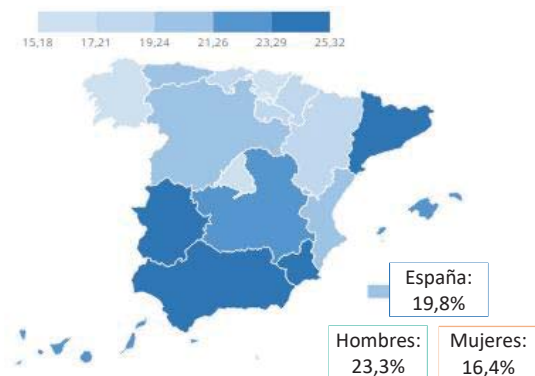 15,18 17,21 19,24 21,26 23,29 25,32
España:
19,8%
Hombres:
23,3%
Mujeres:
16,4%